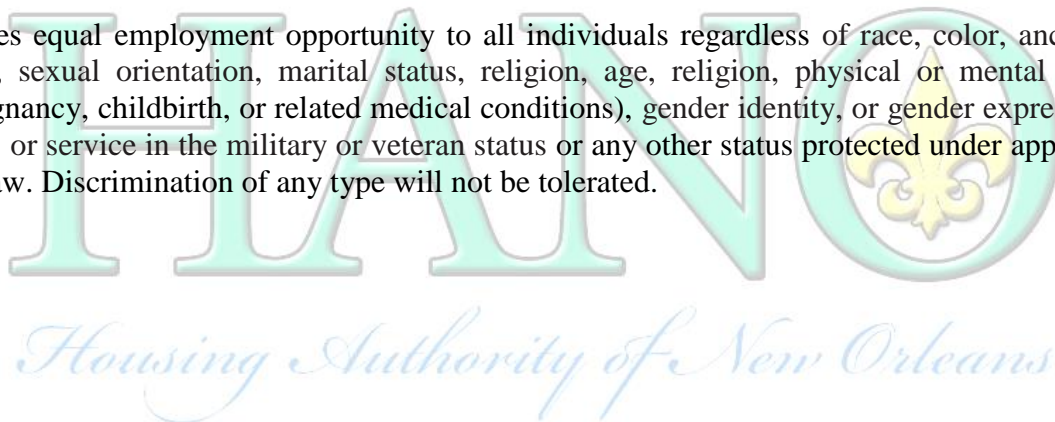 es equal employment opportunity to all individuals regardless of race, color, and
, sexual orientation, marital status, religion, age, religion, physical or mental
gnancy, childbirth, or related medical conditions), gender identity, or gender expre
, or service in the military or veteran status or any other status protected under app
aw. Discrimination of any type will not be tolerated.
HANO
Housing Authority of New Orleans